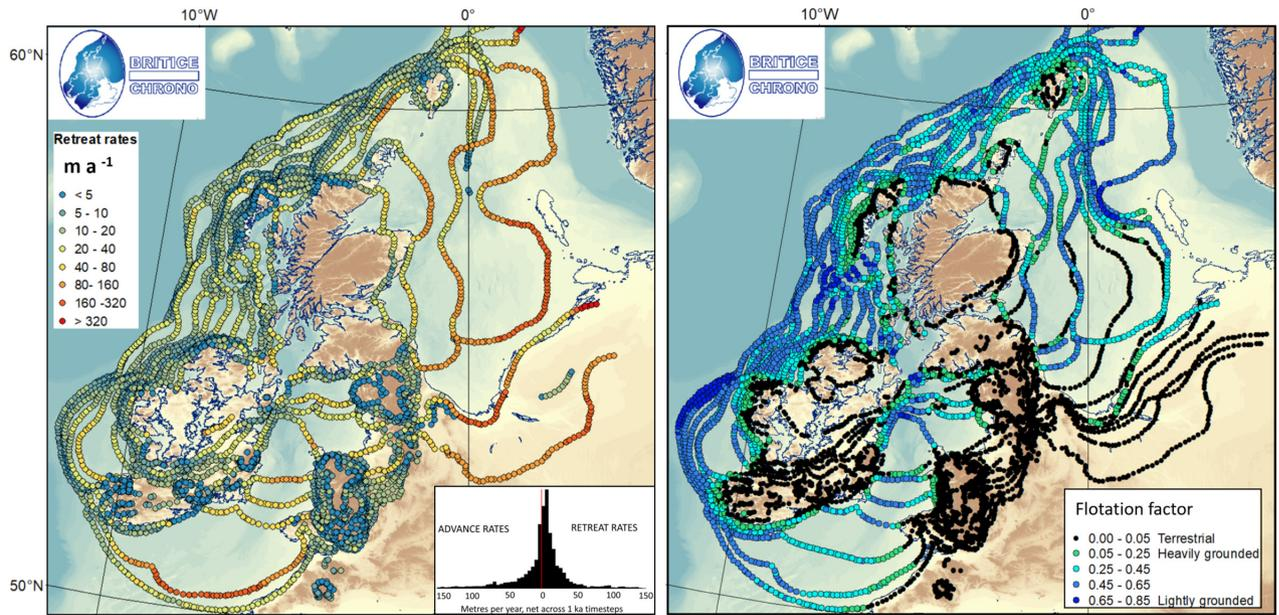 10°W
0°
10°W
0°
60°N
BRITICE
CHRONO
BRITICE
CHRONO
Retreat rates
m a -1
< 5
5 - 10
10 - 20
20 - 40
40 - 80
80- 160
160 -320
> 320
ADVANCE RATES
RETREAT RATES
150 100 50 0 50 100 150
Metres per year, net across 1 ka timesteps
50°N
Flotation factor
0.00 - 0.05 Terrestrial
0.05 - 0.25 Heavily grounded
0.25 - 0.45
0.45 - 0.65
0.65 - 0.85 Lightly grounded